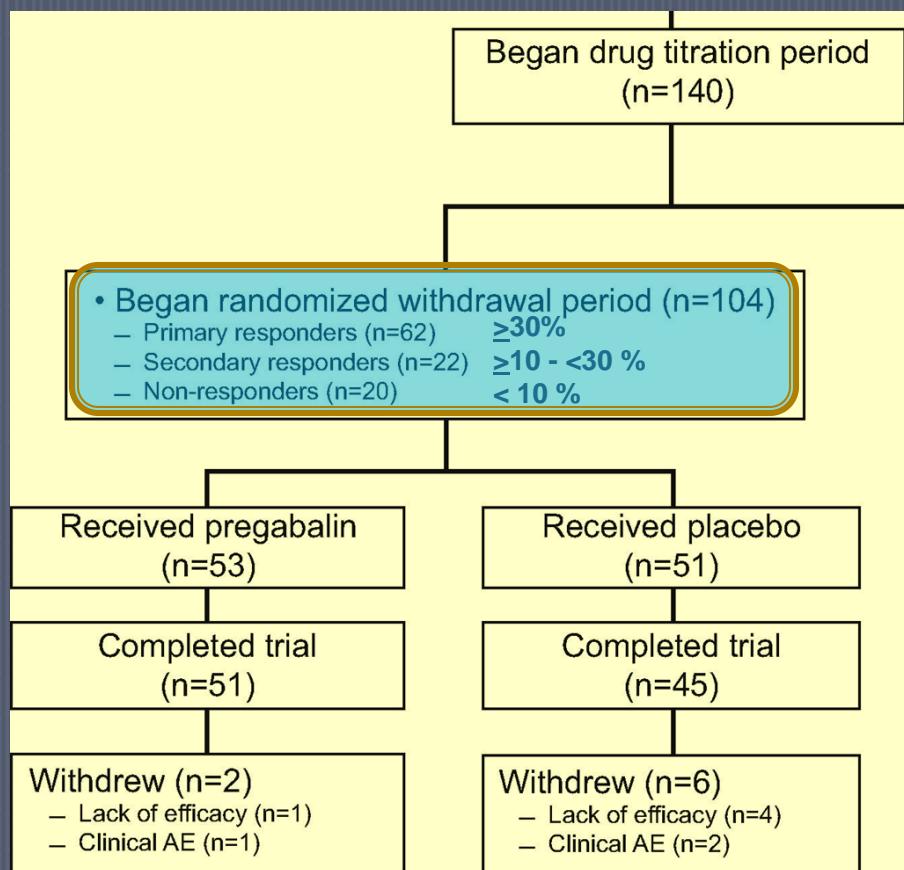 Began drug titration period
(n=140)
• Began randomized withdrawal period (n=104)
– Primary responders (n=62) ≥30%
– Secondary responders (n=22) ≥10 - <30 %
– Non-responders (n=20) < 10 %
Received pregabalin
(n=53)
Received placebo
(n=51)
Completed trial
(n=51)
Completed trial
(n=45)
Withdrew (n=2)
– Lack of efficacy (n=1)
– Clinical AE (n=1)
Withdrew (n=6)
– Lack of efficacy (n=4)
– Clinical AE (n=2)